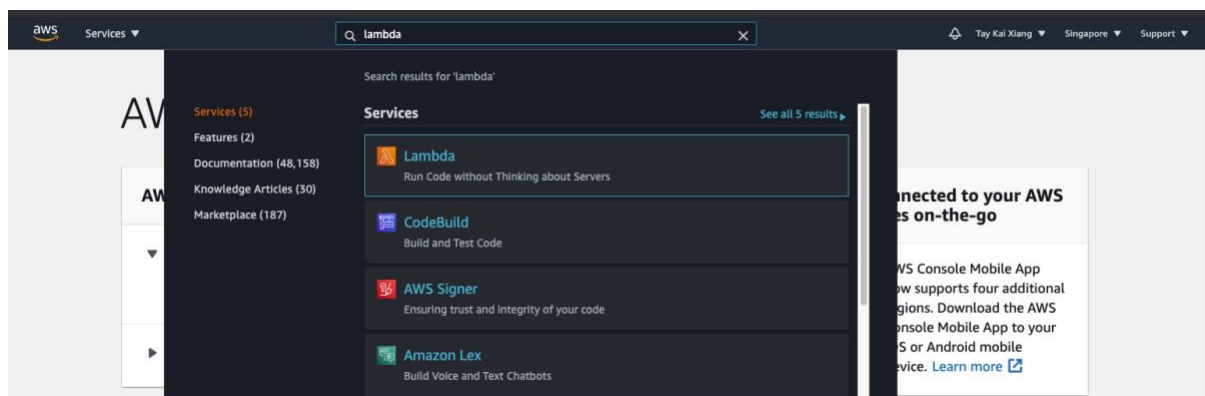 aws Services ▼ lambda Tay Kai Xiang ▼ Singapore ▼ Support ▼
Search results for 'lambda'
Services (5)
Features (2)
Documentation (48,158)
Knowledge Articles (30)
Marketplace (187)
Services See all 5 results ▶
Lambda
Run Code without Thinking about Servers
CodeBuild
Build and Test Code
AWS Signer
Ensuring trust and integrity of your code
Amazon Lex
Build Voice and Text Chatbots
AW
AW
nnected to your AWS
es on-the-go
WS Console Mobile App
ow supports four additional
gions. Download the AWS
onsole Mobile App to your
S or Android mobile
evice. Learn more